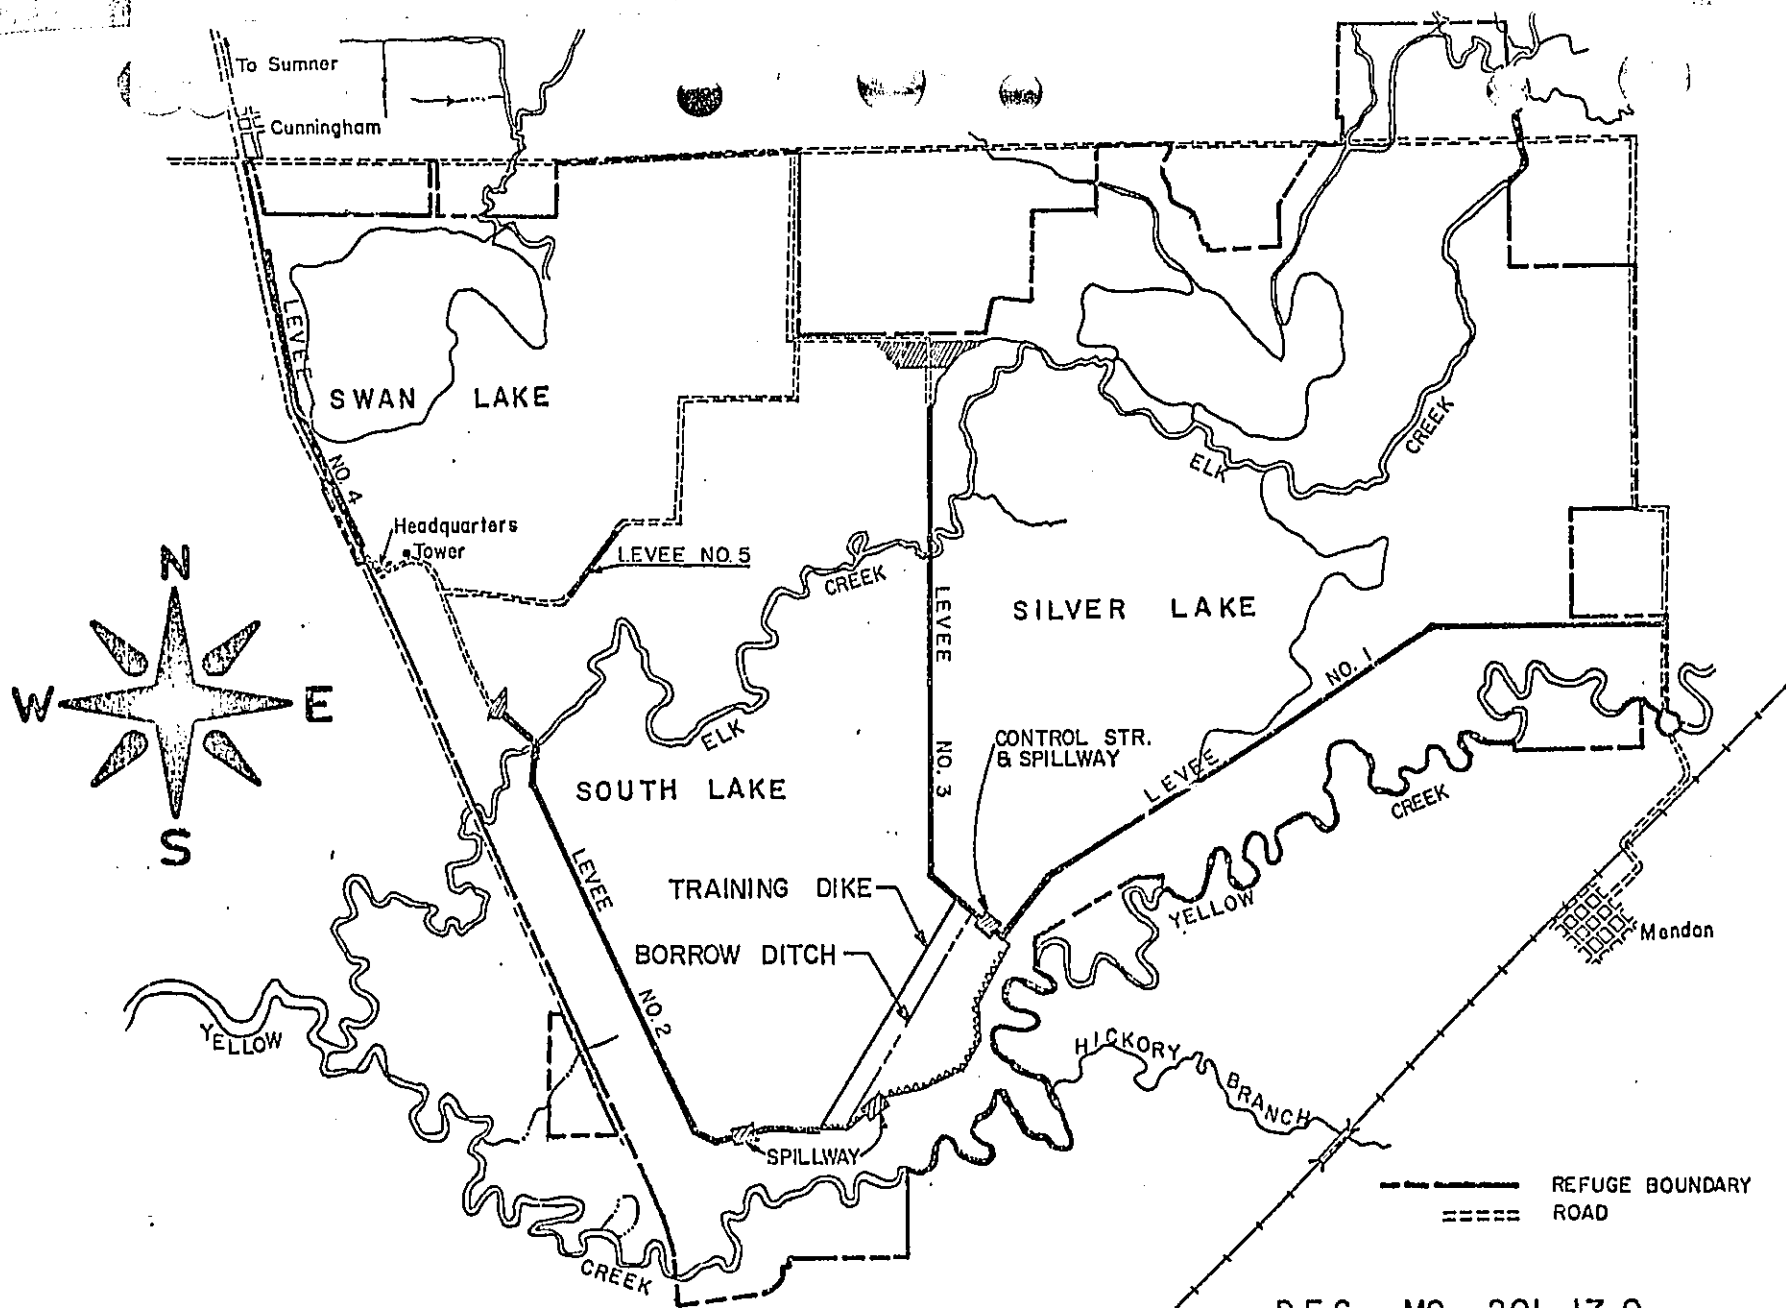 To Sumner
Cunningham
LEVEE NO. 4
SWAN LAKE
Headquarters
Tower
LEVEE NO. 5
ELK CREEK
CREEK
ELK
N
W E
S
SILVER LAKE
LEVEE NO. 3
LEVEE NO. 1
CONTROL STR.
& SPILLWAY
SOUTH LAKE
LEVEE NO. 2
TRAINING DIKE
BORROW DITCH
YELLOW CREEK
Mendon
YELLOW
HICKORY BRANCH
SPILLWAY
CREEK
REFUGE BOUNDARY
ROAD